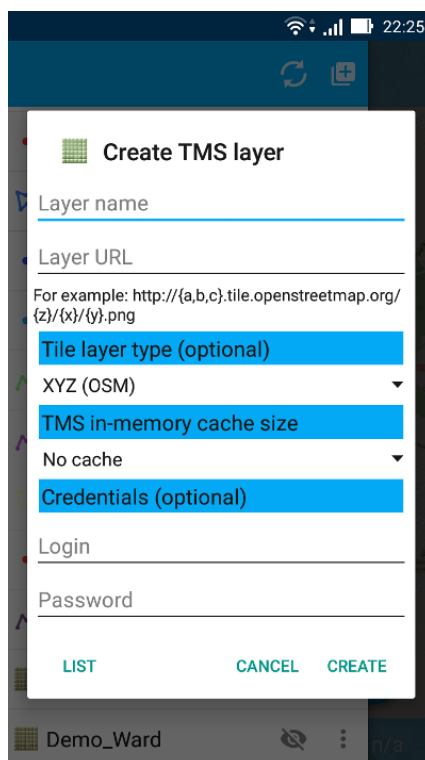 22:25
Create TMS layer
Layer name
Layer URL
For example: http://{a,b,c}.tile.openstreetmap.org/
{z}/{x}/{y}.png
Tile layer type (optional)
XYZ (OSM)
TMS in-memory cache size
No cache
Credentials (optional)
Login
Password
LIST CANCEL CREATE
Demo_Ward
n/a